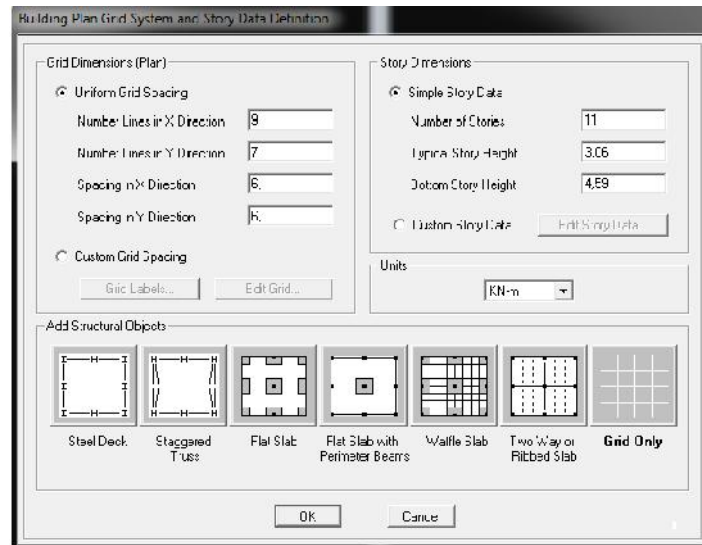 Building Plan Grid System and Story Data Definition
Grid Dimensions (Plan)
Uniform Grid Spacing
Number Lines in X Direction 9
Number Lines in Y Direction 7
Spacing in X Direction 6.
Spacing in Y Direction 6.
Custom Grid Spacing
Grid Labels... Edit Grid...
Story Dimensions
Simple Story Data
Number of Stories 11
Typical Story Height 3.06
Bottom Story Height
Custom Story Data Edit Story Data...
Units
KN-m
Add Structural Objects
Steel Deck
Staggered
Truss
Flat Slab
Flat Slab with
Perimeter Beams
Waffle Slab
Two Way or
Ribbed Slab
Grid Only
OK Cancel